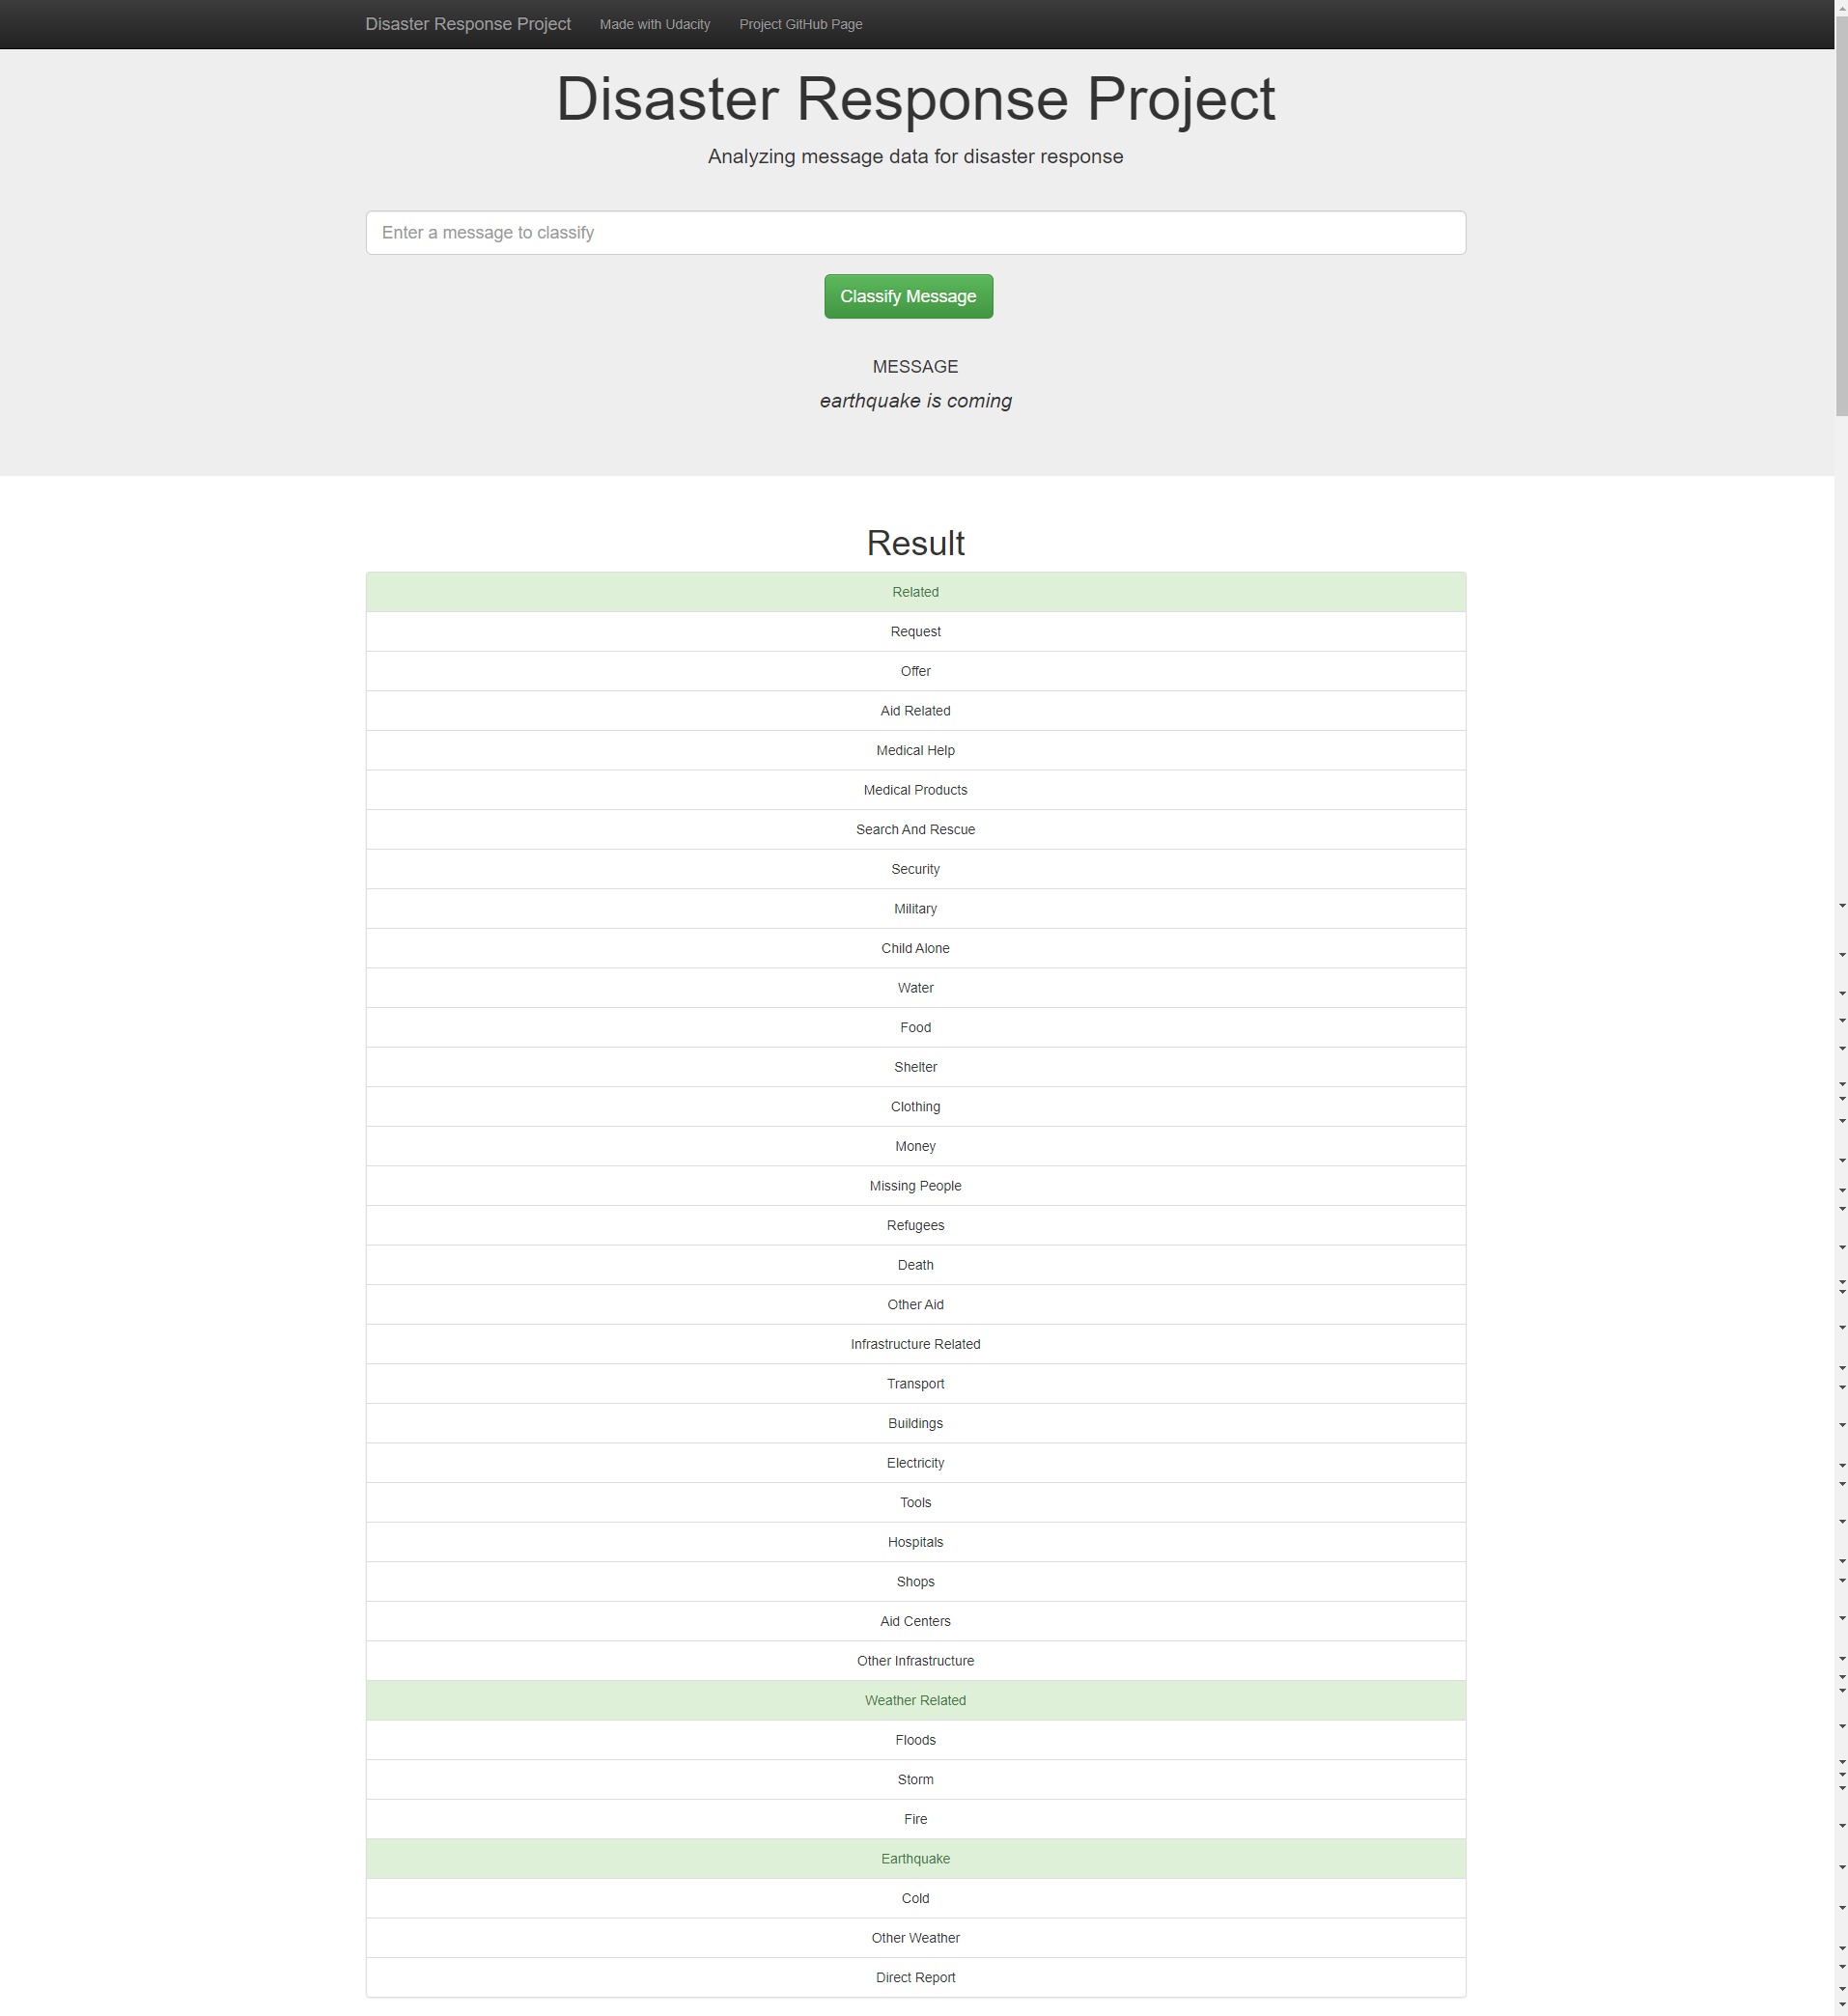 Disaster Response Project Made with Udacity Project GitHub Page
Disaster Response Project
Analyzing message data for disaster response
Enter a message to classify
Classify Message
MESSAGE
earthquake is coming
Result
Related
Request
Offer
Aid Related
Medical Help
Medical Products
Search And Rescue
Security
Military
Child Alone
Water
Food
Shelter
Clothing
Money
Missing People
Refugees
Death
Other Aid
Infrastructure Related
Transport
Buildings
Electricity
Tools
Hospitals
Shops
Aid Centers
Other Infrastructure
Weather Related
Floods
Storm
Fire
Earthquake
Cold
Other Weather
Direct Report